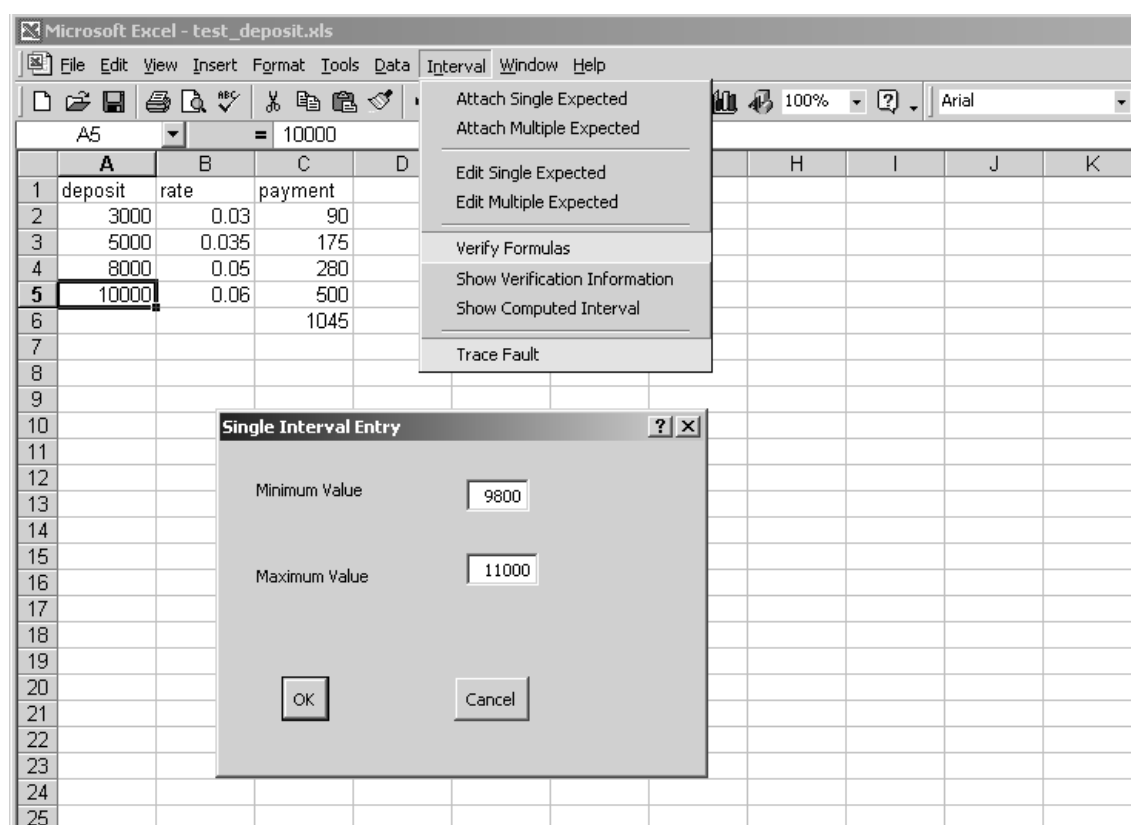 Microsoft Excel - test_deposit.xls
File Edit View Insert Format Tools Data Interval Window Help
100% Arial
A5 = 10000
A B C D H I J K
1 deposit rate payment
2 3000 0.03 90
3 5000 0.035 175
4 8000 0.05 280
5 10000 0.06 500
6 1045
7
8
9
10
11
12
13
14
15
16
17
18
19
20
21
22
23
24
25
Attach Single Expected
Attach Multiple Expected
Edit Single Expected
Edit Multiple Expected
Verify Formulas
Show Verification Information
Show Computed Interval
Trace Fault
Single Interval Entry
Minimum Value 9800
Maximum Value 11000
OK Cancel